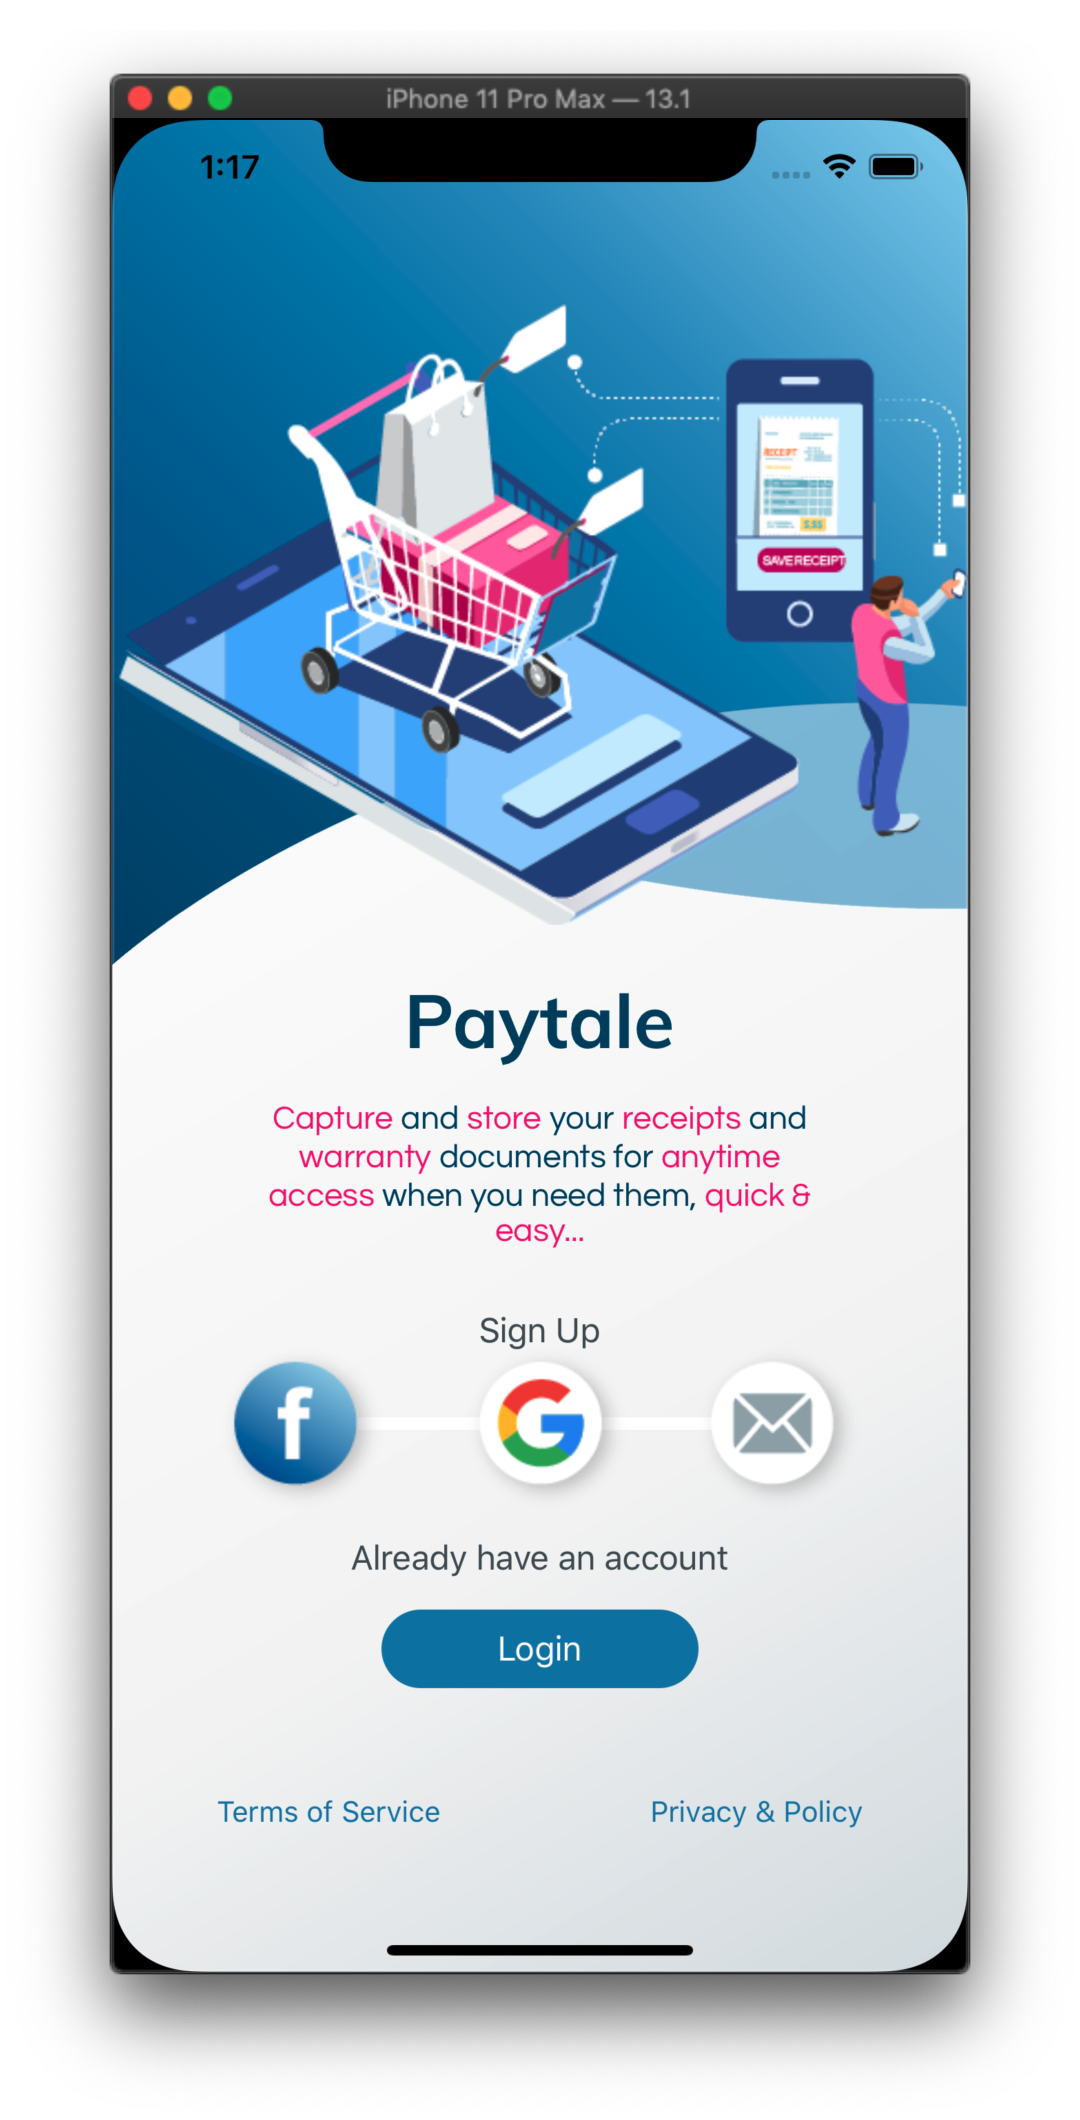 iPhone 11 Pro Max — 13.1
1:17
RECEIPT
$.$$
SAVE RECEIPT
Paytale
Capture and store your receipts and
warranty documents for anytime
access when you need them, quick &
easy...
Sign Up
f
G
Already have an account
Login
Terms of Service
Privacy & Policy